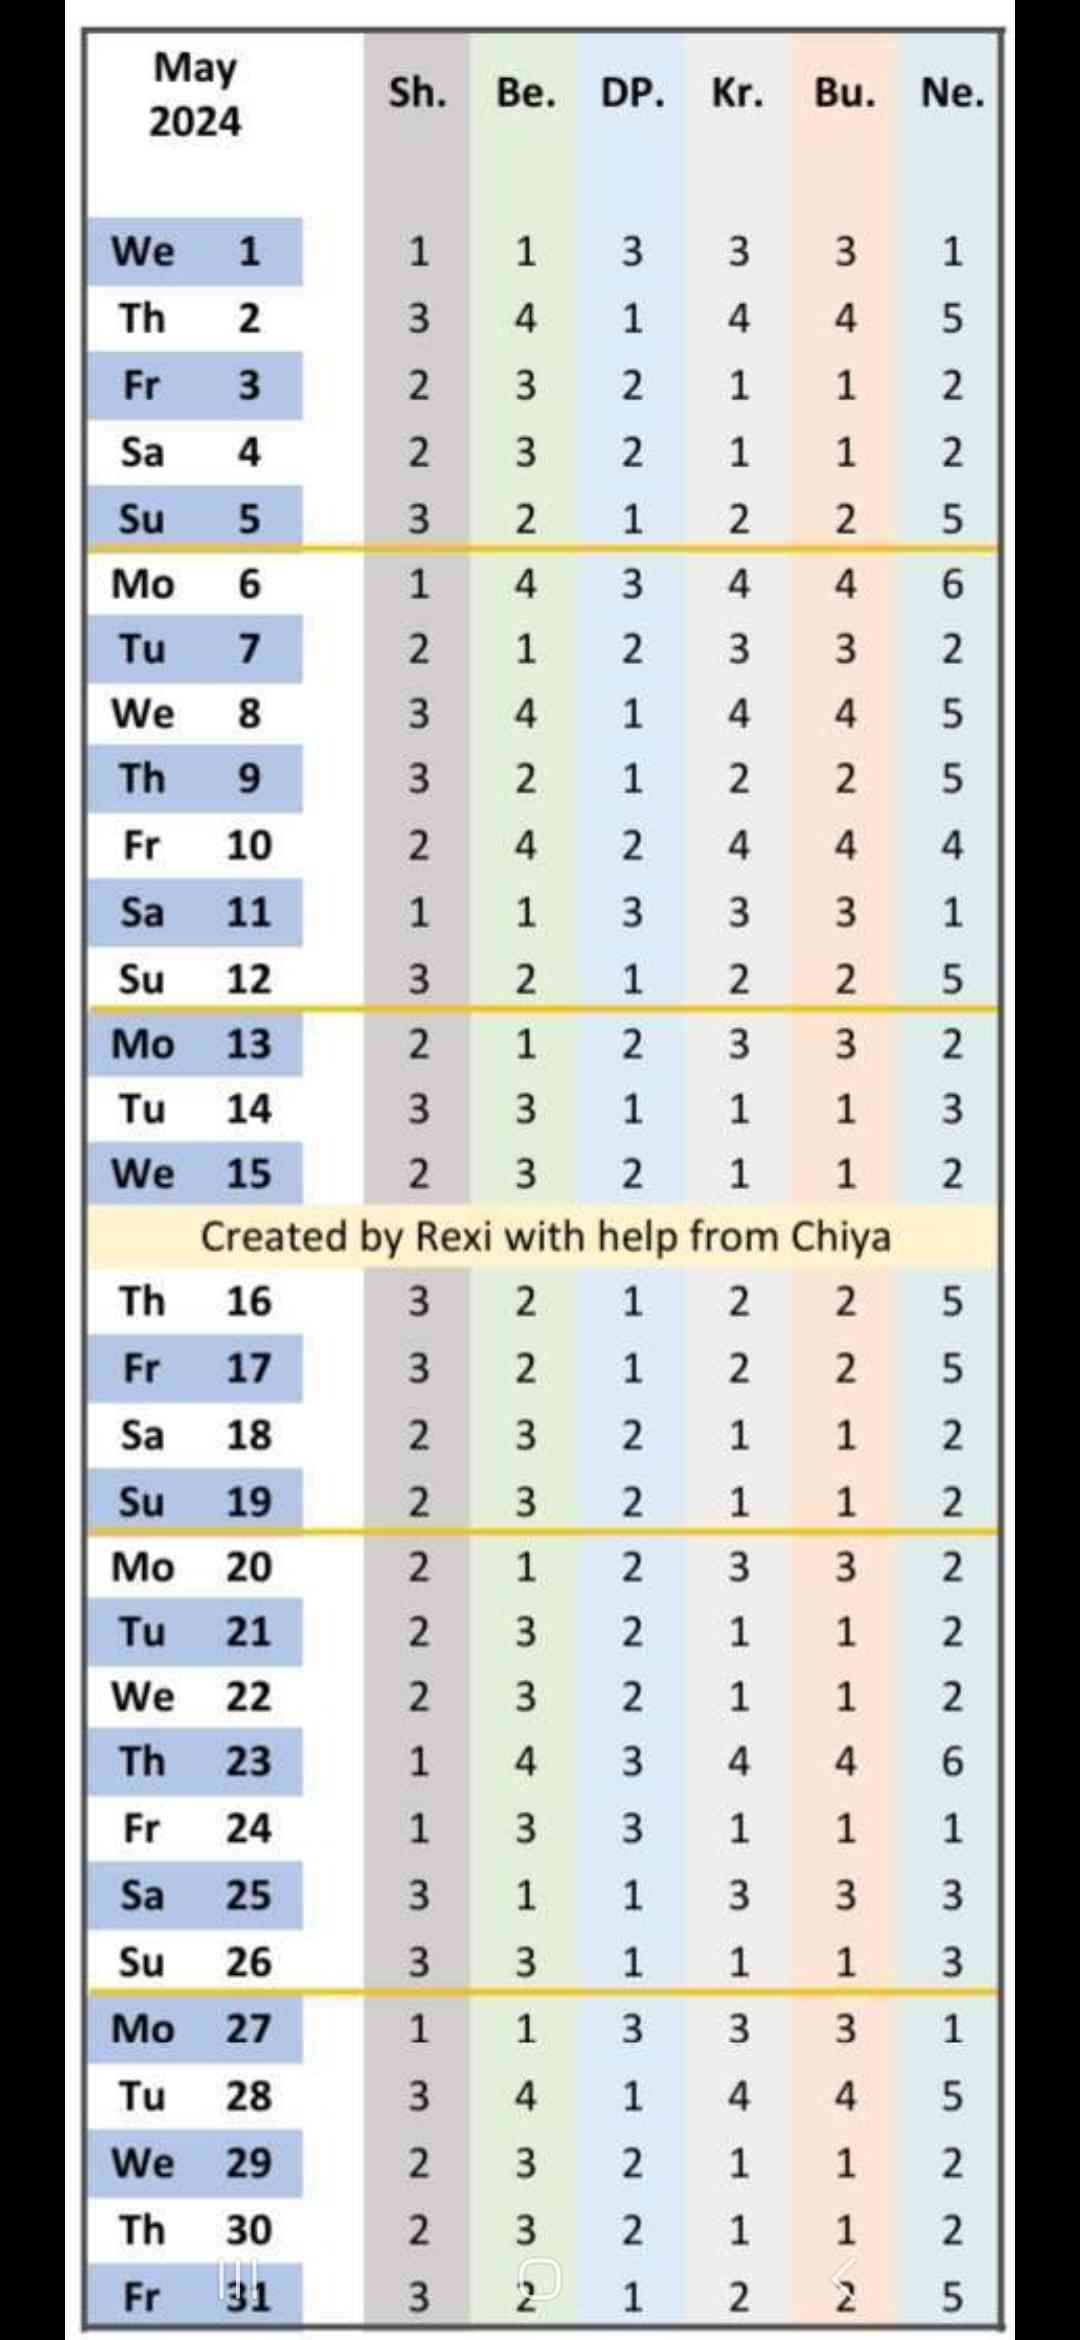 May 2024 Sh. Be. DP. Kr. Bu. Ne.
We 1 1 1 3 3 3 1
Th 2 3 4 1 4 4 5
Fr 3 2 3 2 1 1 2
Sa 4 2 3 2 1 1 2
Su 5 3 2 1 2 2 5
Mo 6 1 4 3 4 4 6
Tu 7 2 1 2 3 3 2
We 8 3 4 1 4 4 5
Th 9 3 2 1 2 2 5
Fr 10 2 4 2 4 4 4
Sa 11 1 1 3 3 3 1
Su 12 3 2 1 2 2 5
Mo 13 2 1 2 3 3 2
Tu 14 3 3 1 1 1 3
We 15 2 3 2 1 1 2
Created by Rexi with help from Chiya
Th 16 3 2 1 2 2 5
Fr 17 3 2 1 2 2 5
Sa 18 2 3 2 1 1 2
Su 19 2 3 2 1 1 2
Mo 20 2 1 2 3 3 2
Tu 21 2 3 2 1 1 2
We 22 2 3 2 1 1 2
Th 23 1 4 3 4 4 6
Fr 24 1 3 3 1 1 1
Sa 25 3 1 1 3 3 3
Su 26 3 3 1 1 1 3
Mo 27 1 1 3 3 3 1
Tu 28 3 4 1 4 4 5
We 29 2 3 2 1 1 2
Th 30 2 3 2 1 1 2
Fr 31 3 2 1 2 2 5